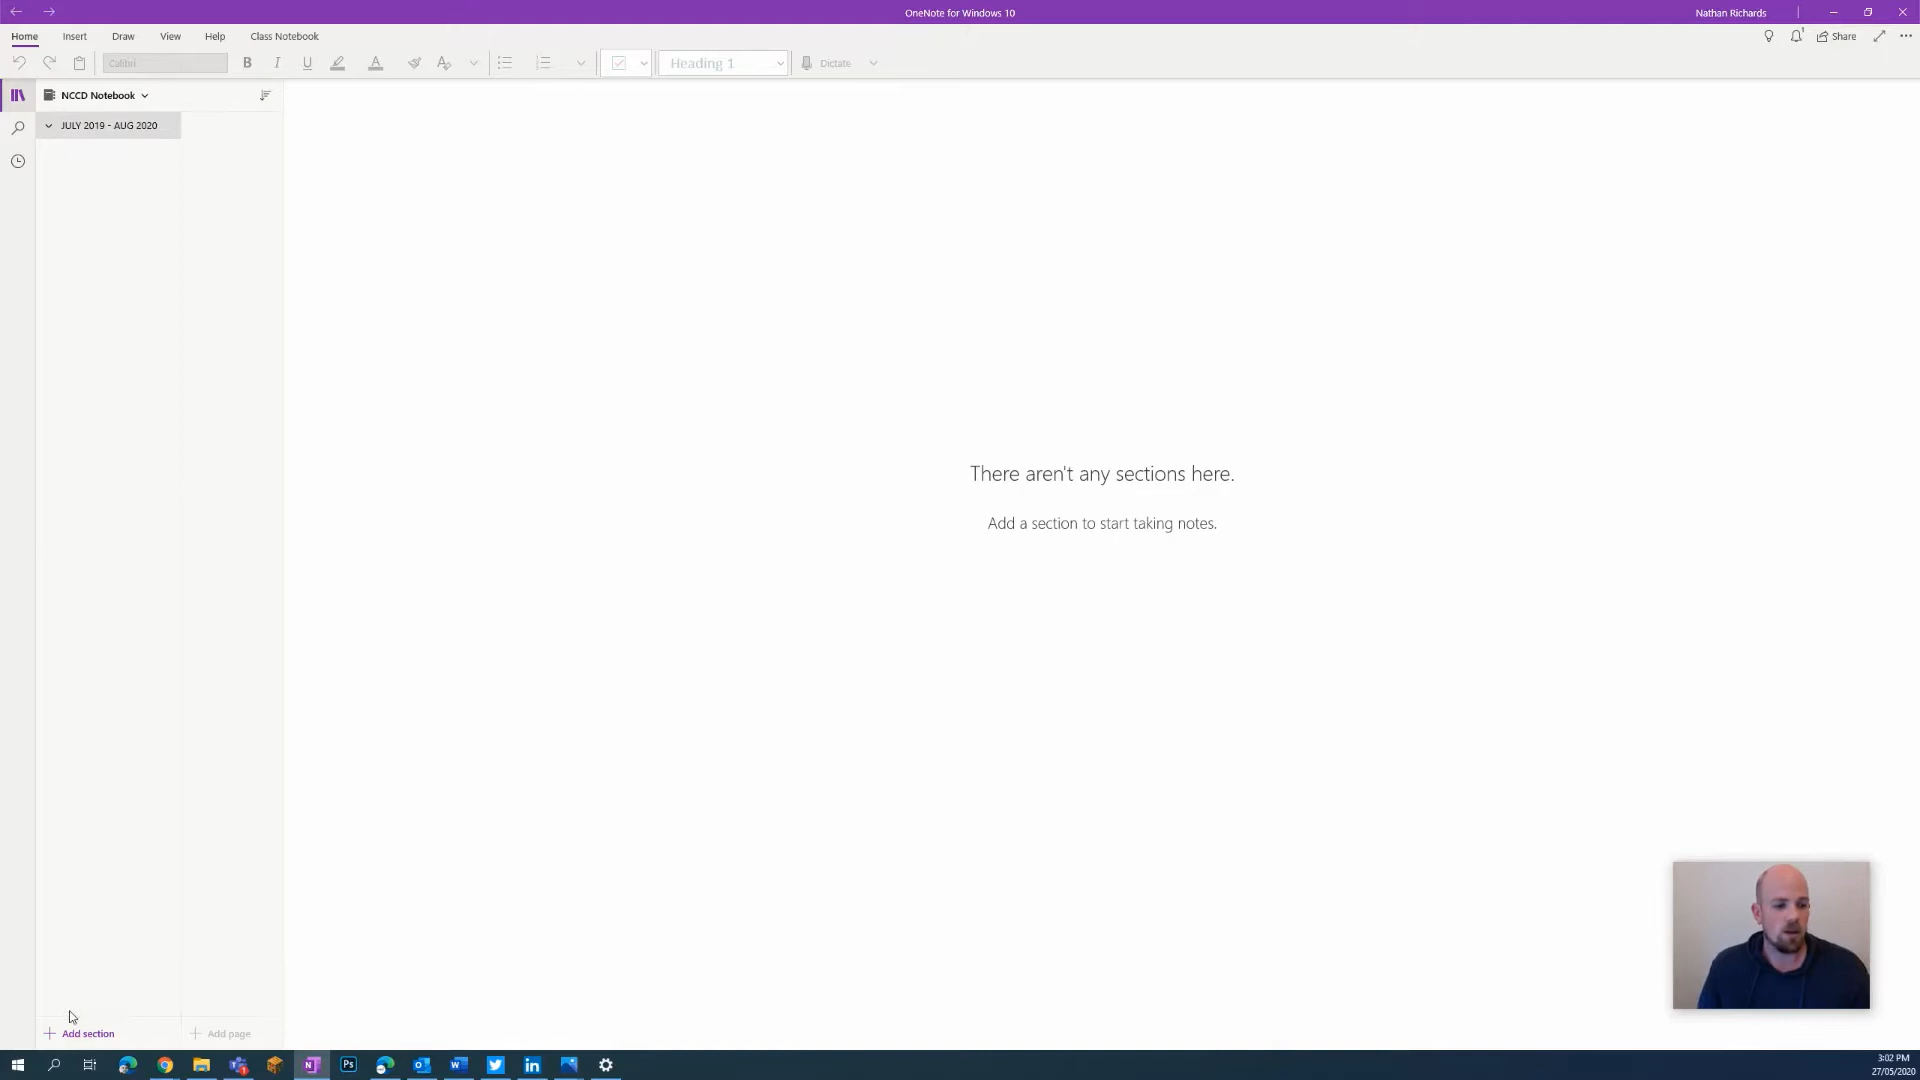 OneNote for Windows 10
Nathan Richards
Home Insert Draw View Help Class Notebook
Share
Calibri
B I U A
Heading 1
Dictate
NCCD Notebook
JULY 2019 - AUG 2020
There aren't any sections here.
Add a section to start taking notes.
Add section
Add page
3:02 PM
27/05/2020